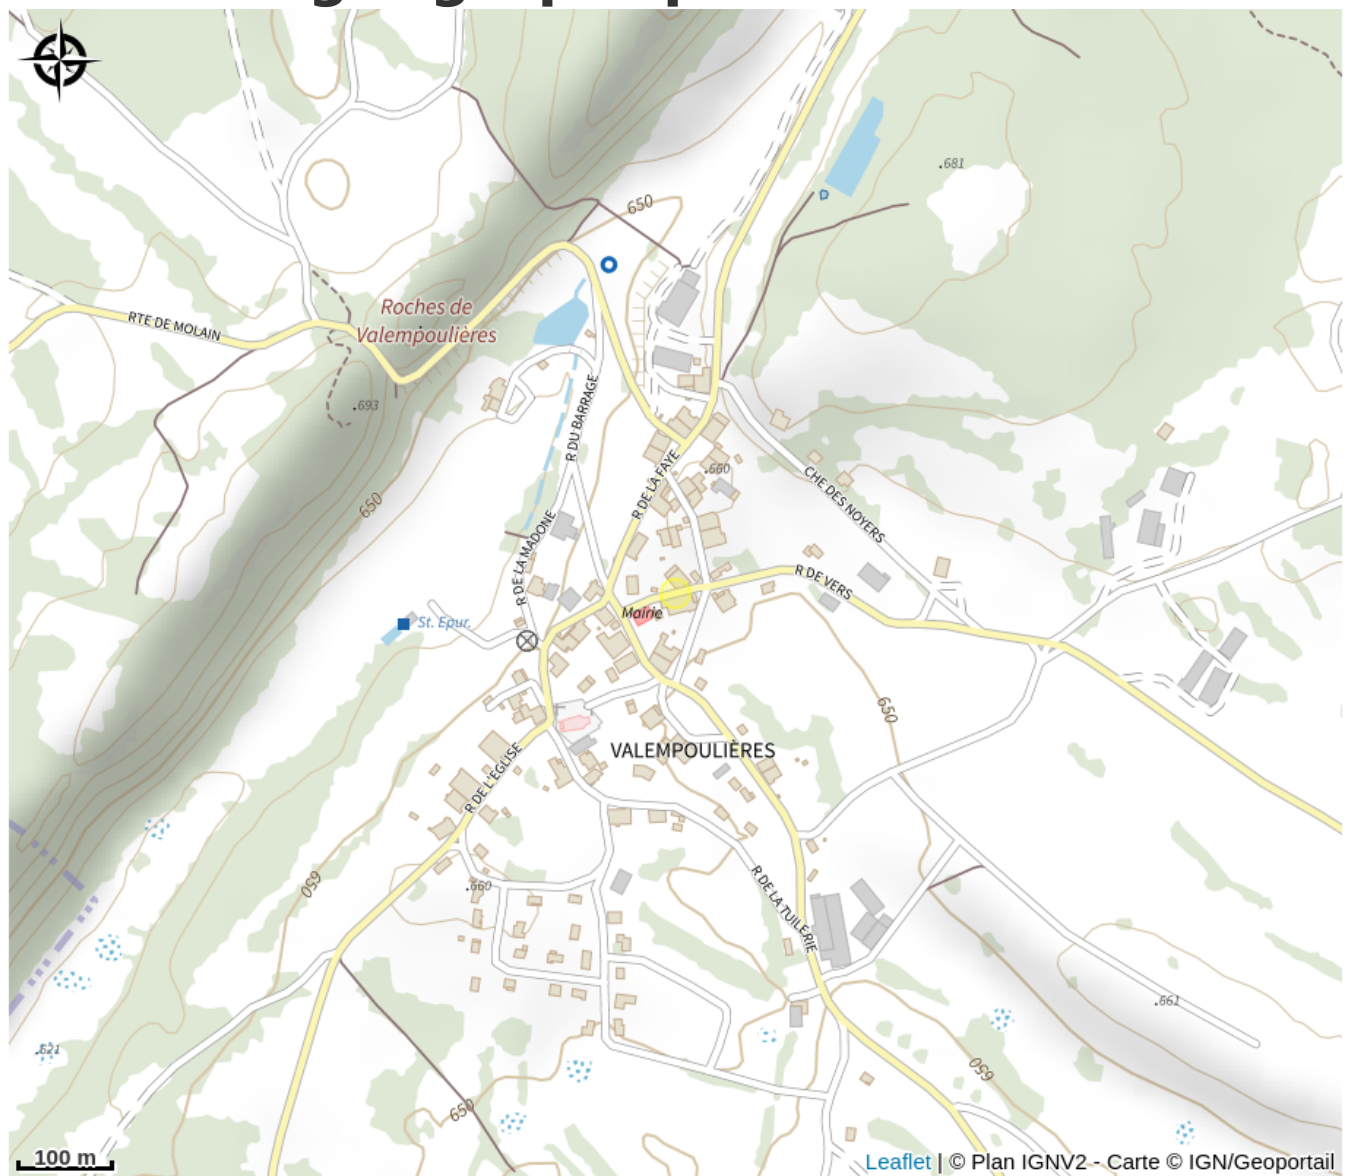 650
.681
Roches de
Valempoulières
RTE DE MOLAIN
.693
R DU BARRAGE
650
R DE LA FAYE
.660
CHE DES NOYERS
R DE LA MADONE
R DE VERS
Mairie
St. Epur.
650
VALEMPOULIÈRES
R DE L'EGLISE
650
.660
R DE LA TUILERIE
.661
.621
650
650
100 m
Leaflet | © Plan IGNV2 - Carte © IGN/Geoportail